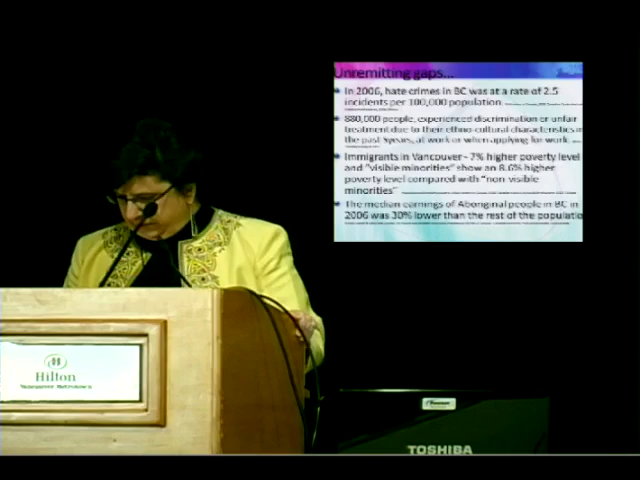 Unremitting gaps...
In 2006, hate crimes in BC was at a rate of 2.5
incidents per 100,000 population
880,000 people, experienced discrimination or unfair
treatment due to their ethno-cultural characteristics in
the past 5years, at work or when applying for work.
Immigrants in Vancouver - 7% higher poverty level
and "visible minorities" show an 8.6% higher
poverty level compared with "non-visible
minorities"
The median earnings of Aboriginal people in BC in
2006 was 30% lower than the rest of the populatio
H
Hilton
Vancouver Metrotown
TOSHIBA